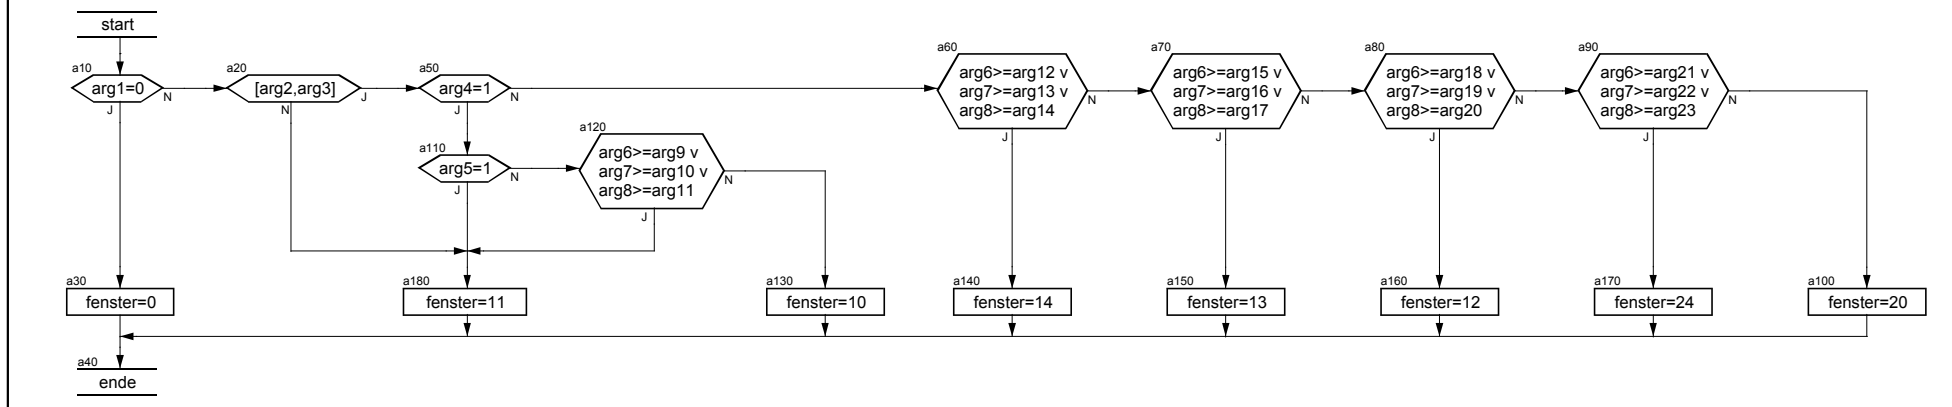 start
a10
arg1=0
N
J
a20
[arg2,arg3]
J
N
a50
arg4=1
N
J
a60
arg6>=arg12 v
arg7>=arg13 v
arg8>=arg14
N
J
a70
arg6>=arg15 v
arg7>=arg16 v
arg8>=arg17
N
J
a80
arg6>=arg18 v
arg7>=arg19 v
arg8>=arg20
N
J
a90
arg6>=arg21 v
arg7>=arg22 v
arg8>=arg23
N
J
a110
arg5=1
N
J
a120
arg6>=arg9 v
arg7>=arg10 v
arg8>=arg11
N
J
a30
fenster=0
a180
fenster=11
a130
fenster=10
a140
fenster=14
a150
fenster=13
a160
fenster=12
a170
fenster=24
a100
fenster=20
a40
ende